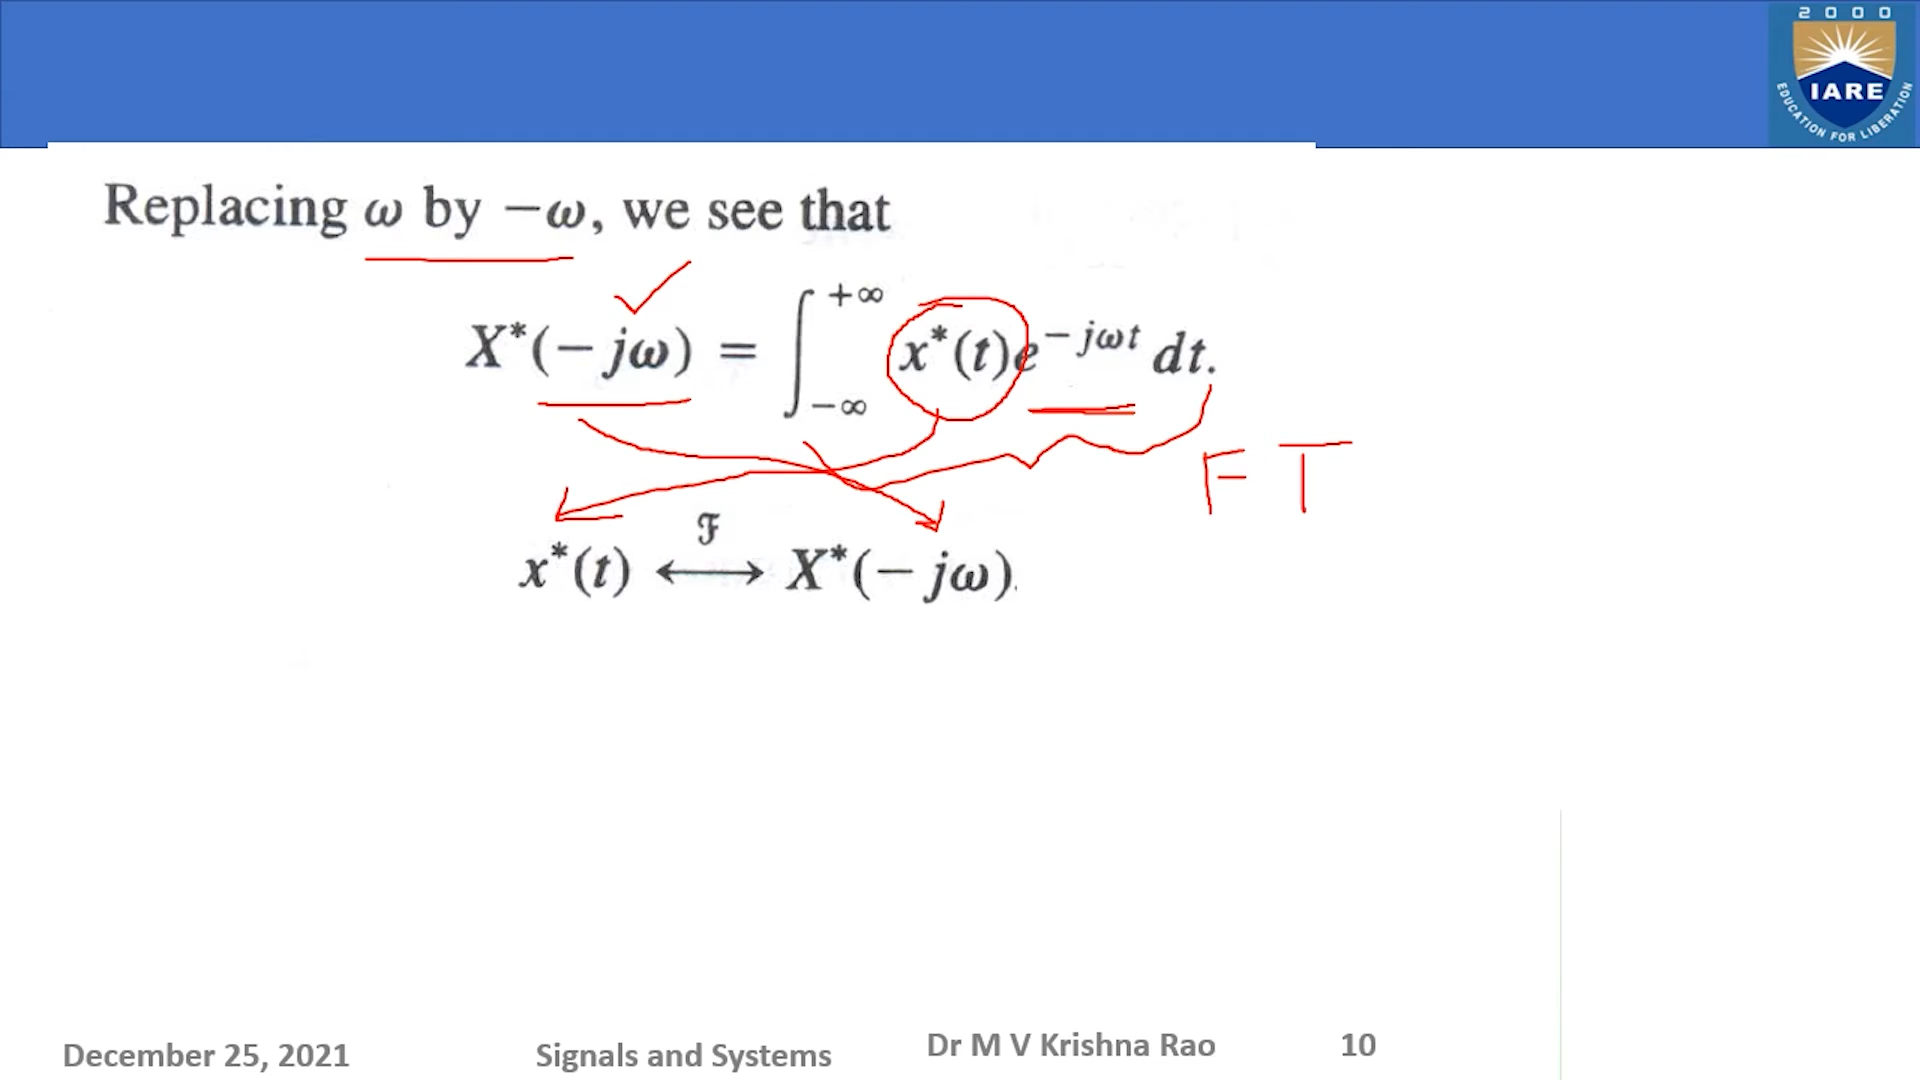 2000
IARE
EDUCATION FOR LIBERATION
Replacing ω by −ω, we see that
X*(−jω) = ∫_{−∞}^{+∞} x*(t)e^{−jωt} dt.
FT
x*(t) ⟷^ℱ X*(−jω).
December 25, 2021 Signals and Systems Dr M V Krishna Rao 10